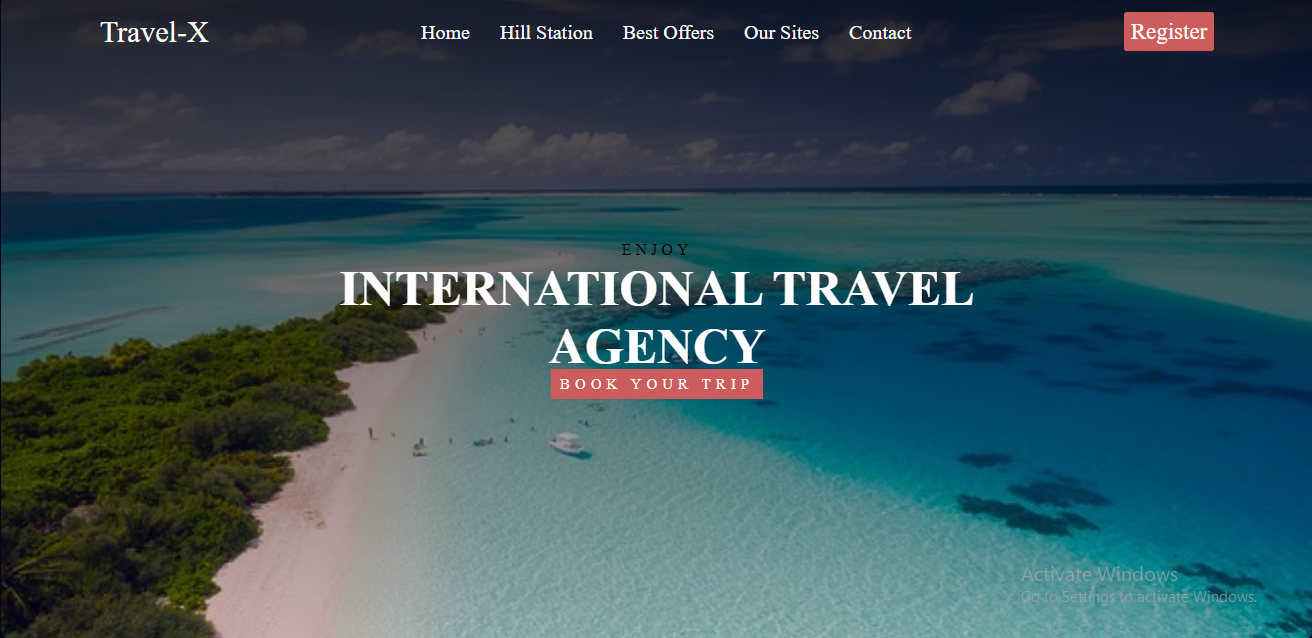 Travel-X
Home Hill Station Best Offers Our Sites Contact
Register
ENJOY
INTERNATIONAL TRAVEL
AGENCY
BOOK YOUR TRIP
Activate Windows
Go to Settings to activate Windows.